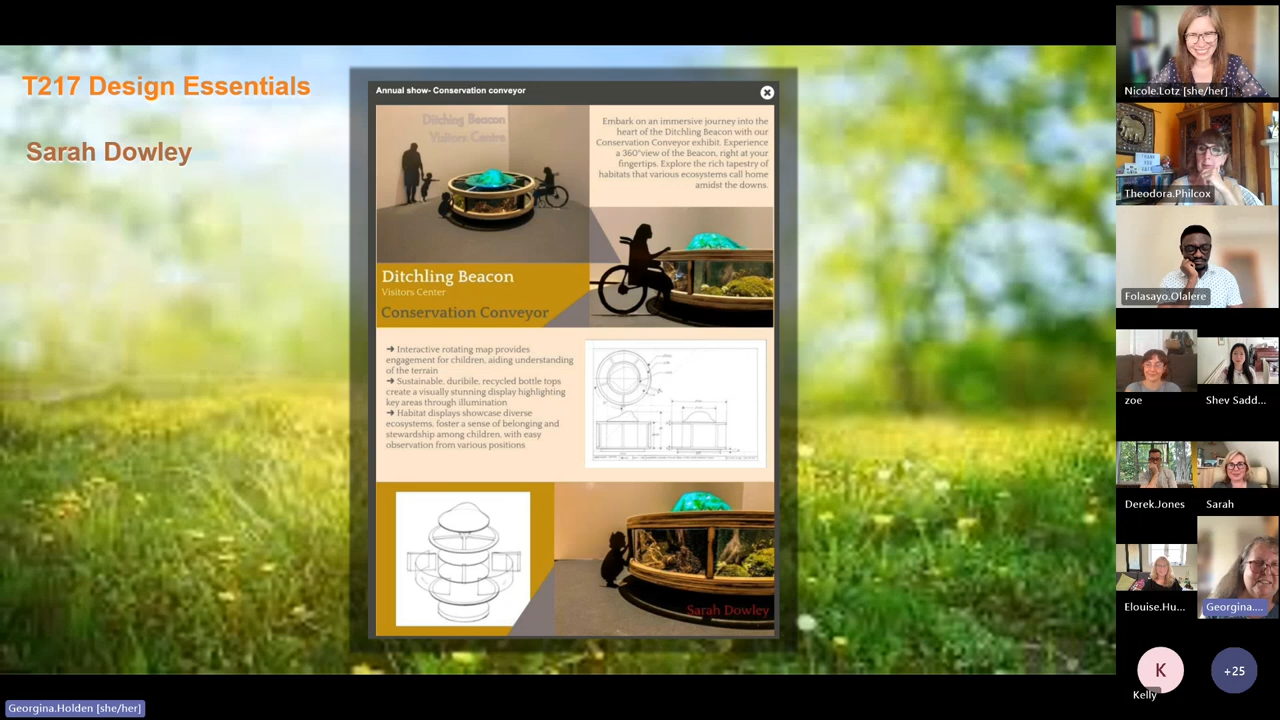 T217 Design Essentials
Sarah Dowley
Annual show- Conservation conveyor
Ditchling Beacon
Visitors Centre
Embark on an immersive journey into the
heart of the Ditchling Beacon with our
Conservation Conveyor exhibit. Experience
a 360°view of the Beacon, right at your
fingertips. Explore the rich tapestry of
habitats that various ecosystems call home
amidst the downs.
Ditchling Beacon
Visitors Center
Conservation Conveyor
➔ Interactive rotating map provides
engagement for children, aiding understanding
of the terrain
➔ Sustainable, duribile, recycled bottle tops
create a visually stunning display highlighting
key areas through illumination
➔ Habitat displays showcase diverse
ecosystems, foster a sense of belonging and
stewardship among children, with easy
observation from various positions
Sarah Dowley
Nicole.Lotz [she/her]
Theodora.Philcox
Folasayo.Olalere
zoe
Shev Sadd...
Derek.Jones
Sarah
Elouise.Hu...
Georgina....
K
Kelly
+25
Georgina.Holden [she/her]